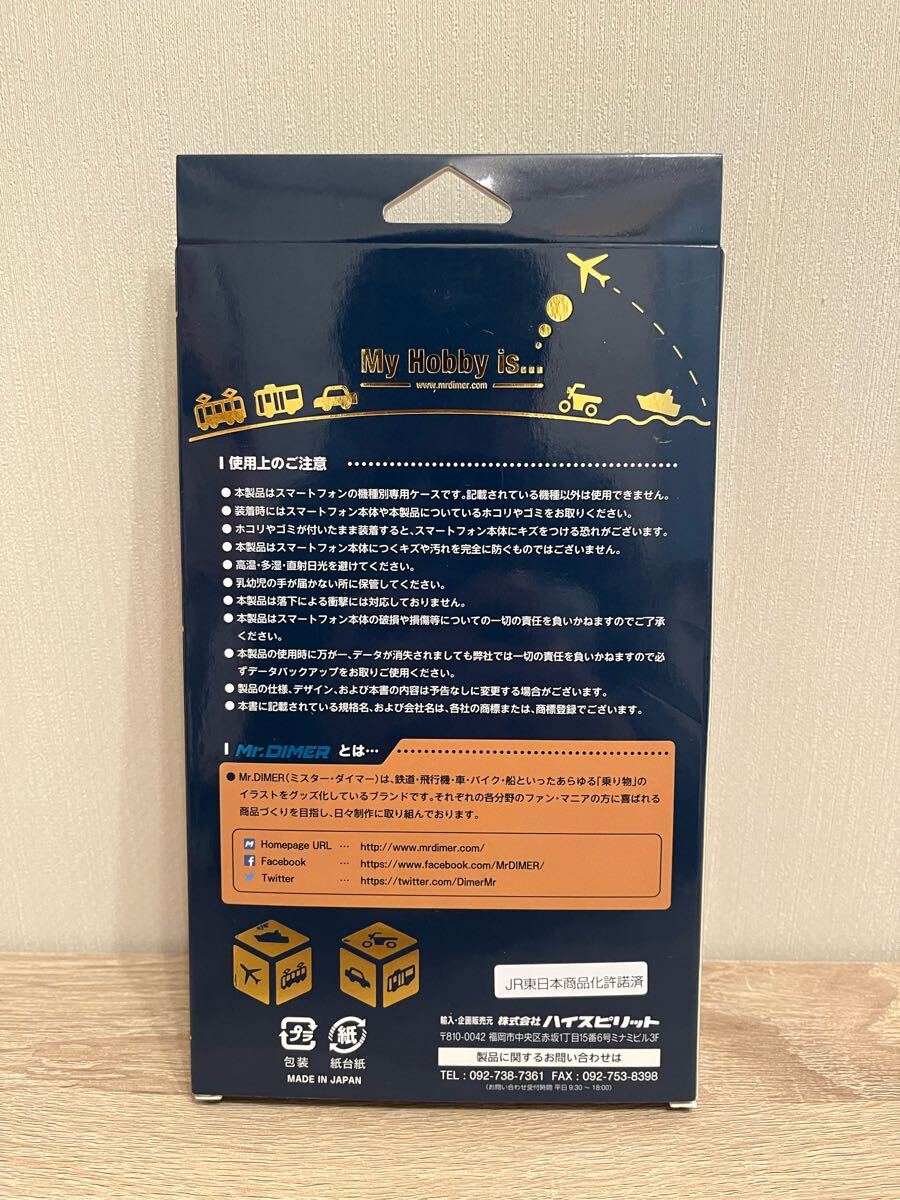 My Hobby is...
www.mrdimer.com
使用上のご注意
●本製品はスマートフォンの機種別専用ケースです。記載されている機種以外は使用できません。
●装着時にはスマートフォン本体や本製品についているホコリやゴミをお取りください。
●ホコリやゴミが付いたまま装着すると、スマートフォン本体にキズをつける恐れがございます。
●本製品はスマートフォン本体につくキズや汚れを完全に防ぐものではございません。
●高温・多湿・直射日光を避けてください。
●乳幼児の手が届かない所に保管してください。
●本製品は落下による衝撃には対応しておりません。
●本製品はスマートフォン本体の破損や損傷等についての一切の責任を負いかねますのでご了承
ください。
●本製品の使用時に万が一、データが消失されましても弊社では一切の責任を負いかねますので必
ずデータバックアップをお取りご使用ください。
●製品の仕様、デザイン、および本書の内容は予告なしに変更する場合がございます。
●本書に記載されている規格名、および会社名は、各社の商標または、商標登録でございます。
Mr.DIMER とは…
●Mr.DIMER（ミスター・ダイマー）は、鉄道・飛行機・車・バイク・船といったあらゆる「乗り物」の
イラストをグッズ化しているブランドです。それぞれの各分野のファン・マニアの方に喜ばれる
商品づくりを目指し、日々制作に取り組んでおります。
M Homepage URL … http://www.mrdimer.com/
f Facebook … https://www.facebook.com/MrDIMER/
Twitter … https://twitter.com/DimerMr
JR東日本商品化許諾済
プラ
包装
紙
紙台紙
MADE IN JAPAN
輸入・企画販売元 株式会社ハイスピリット
〒810-0042 福岡市中央区赤坂1丁目15番6号ミナミビル3F
製品に関するお問い合わせは
TEL : 092-738-7361 FAX : 092-753-8398
（お問い合わせ受付時間 平日 9:30 ～ 18:00）